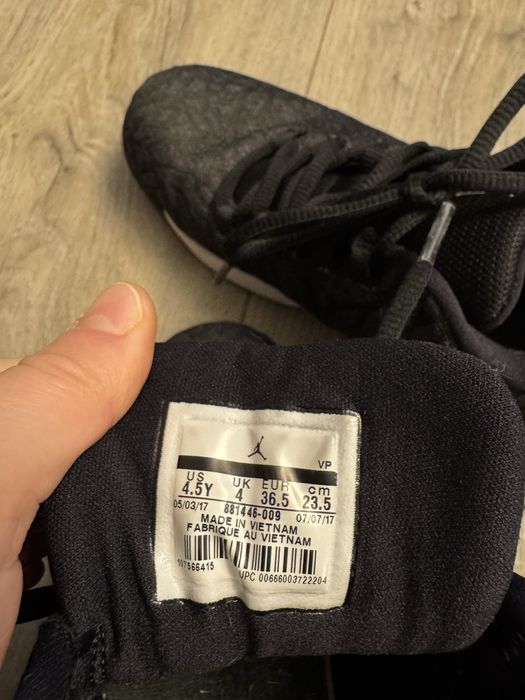 VP
US UK EUR cm
4.5Y 4 36.5 23.5
05/03/17 881446-009 07/07/17
MADE IN VIETNAM
FABRIQUE AU VIETNAM
107566415
UPC 00666003722204